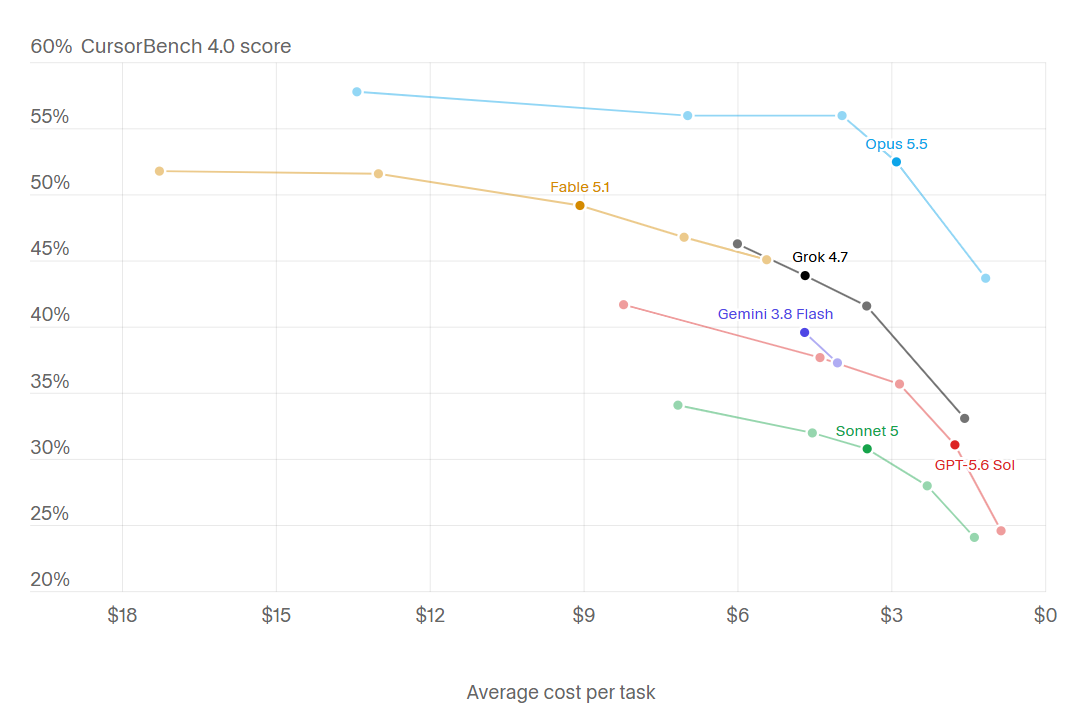 60% CursorBench 4.0 score
55%
Opus 5.5
50%
Fable 5.1
45%
Grok 4.7
40%
Gemini 3.8 Flash
35%
30%
Sonnet 5
GPT-5.6 Sol
25%
20%
$18 $15 $12 $9 $6 $3 $0
Average cost per task